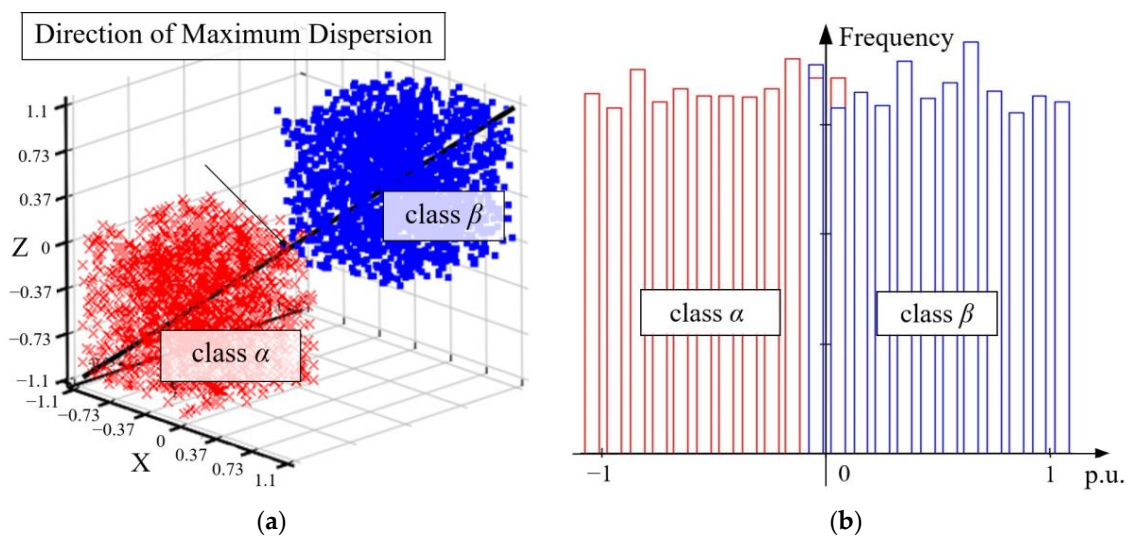 Direction of Maximum Dispersion
1.1
0.73
0.37
Z 0
−0.37
−0.73
−1.1
class β
class α
−1.1
−0.73
−0.37
0
0.37
0.73
1.1
X
(a)
Frequency
class α
class β
−1
0
1
p.u.
(b)